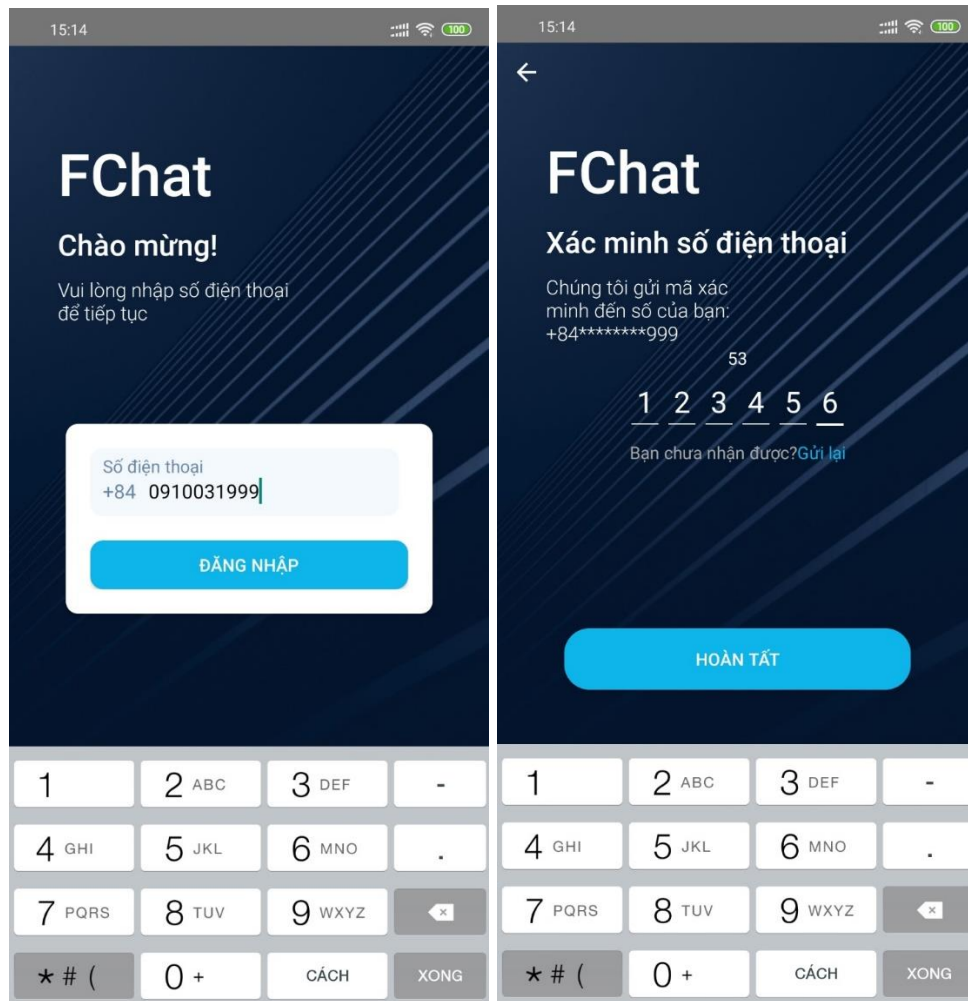 15:14
100
FChat
Chào mừng!
Vui lòng nhập số điện thoại
để tiếp tục
Số điện thoại
+84 0910031999
ĐĂNG NHẬP
1 2 ABC 3 DEF -
4 GHI 5 JKL 6 MNO .
7 PQRS 8 TUV 9 WXYZ ×
* # ( 0 + CÁCH XONG
15:14
100
FChat
Xác minh số điện thoại
Chúng tôi gửi mã xác
minh đến số của bạn:
+84********999
53
1 2 3 4 5 6
Bạn chưa nhận được?Gửi lại
HOÀN TẤT
1 2 ABC 3 DEF -
4 GHI 5 JKL 6 MNO .
7 PQRS 8 TUV 9 WXYZ ×
* # ( 0 + CÁCH XONG